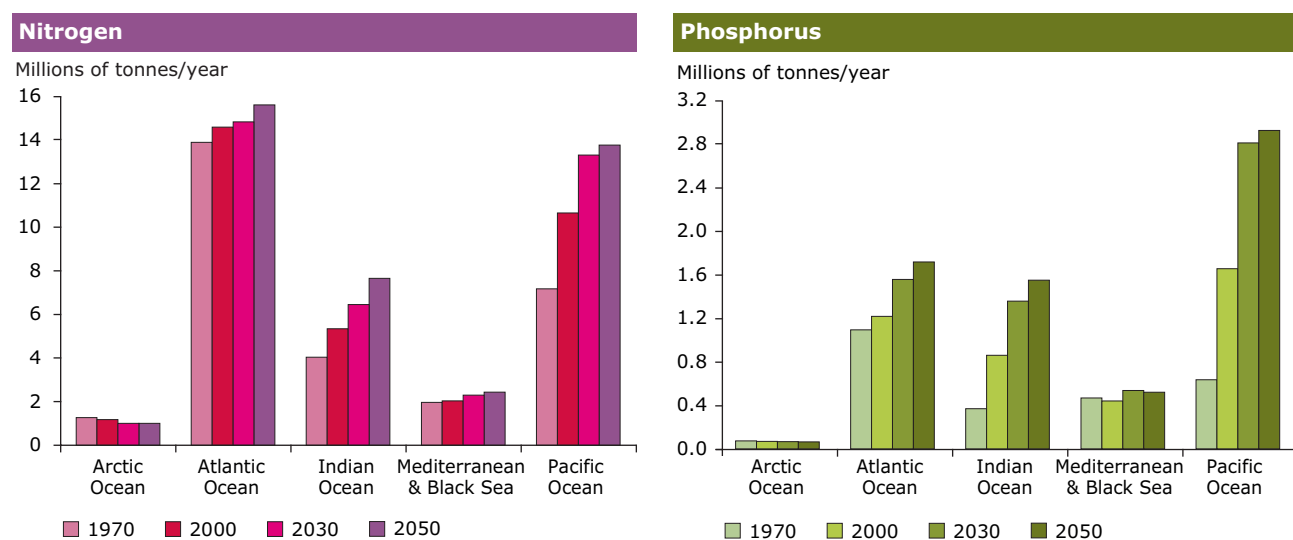 Nitrogen
Millions of tonnes/year
16
14
12
10
8
6
4
2
0
Arctic Ocean
Atlantic Ocean
Indian Ocean
Mediterranean & Black Sea
Pacific Ocean
1970 2000 2030 2050
Phosphorus
Millions of tonnes/year
3.2
2.8
2.4
2.0
1.6
1.2
0.8
0.4
0.0
Arctic Ocean
Atlantic Ocean
Indian Ocean
Mediterranean & Black Sea
Pacific Ocean
1970 2000 2030 2050